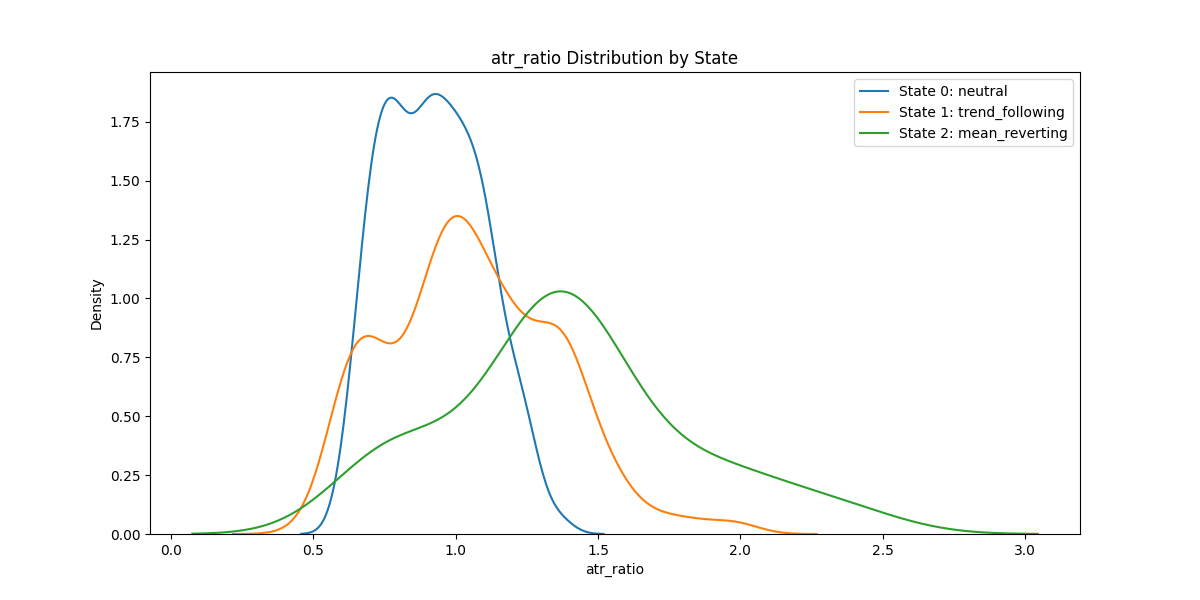 atr_ratio Distribution by State
State 0: neutral
State 1: trend_following
State 2: mean_reverting
Density
1.75
1.50
1.25
1.00
0.75
0.50
0.25
0.00
0.0 0.5 1.0 1.5 2.0 2.5 3.0
atr_ratio